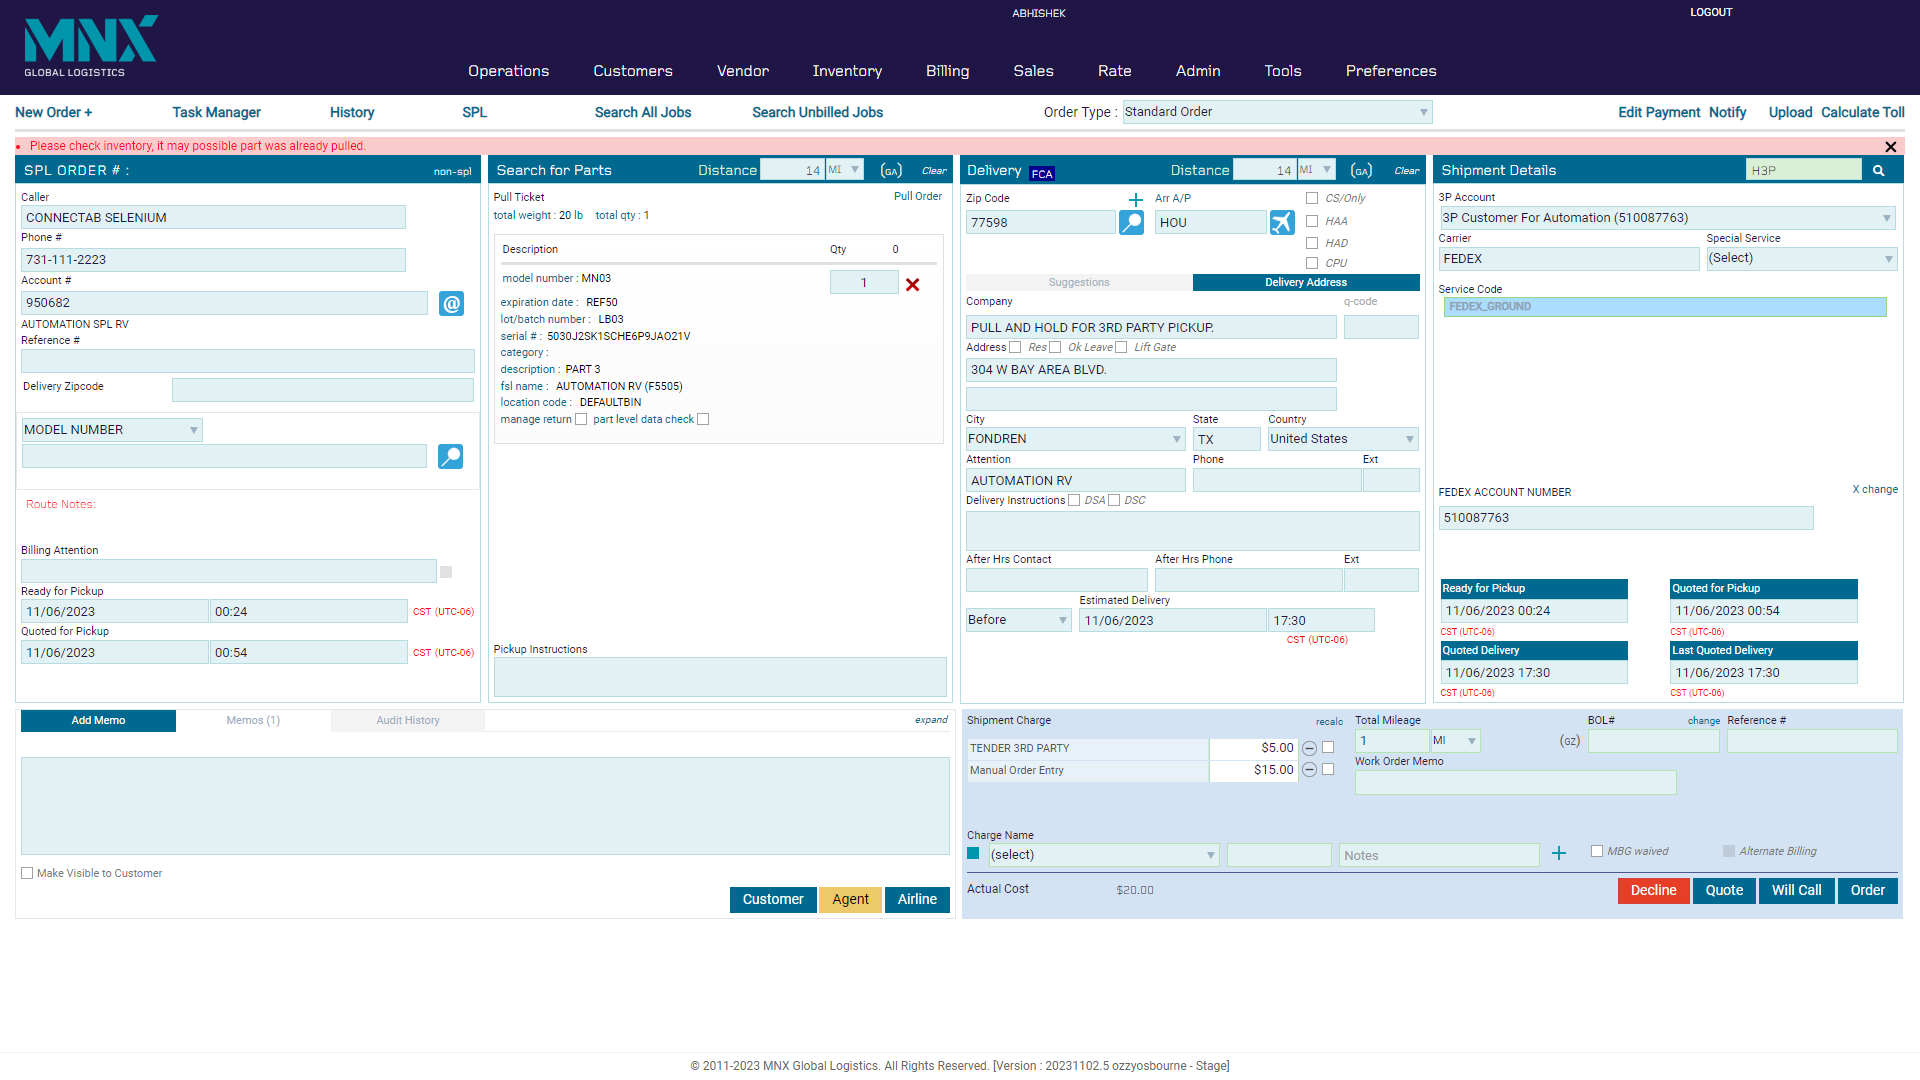 ABHISHEK
LOGOUT
MNX
GLOBAL LOGISTICS
Operations Customers Vendor Inventory Billing Sales Rate Admin Tools Preferences
New Order + Task Manager History SPL Search All Jobs Search Unbilled Jobs Order Type : Standard Order Edit Payment Notify Upload Calculate Toll
Please check inventory, it may possible part was already pulled.
SPL ORDER # : non-spl
Caller
CONNECTAB SELENIUM
Phone #
731-111-2223
Account #
950682
@
AUTOMATION SPL RV
Reference #
Delivery Zipcode
MODEL NUMBER
Route Notes:
Billing Attention
Ready for Pickup
11/06/2023 00:24 CST (UTC-06)
Quoted for Pickup
11/06/2023 00:54 CST (UTC-06)
Search for Parts Distance 14 MI (GA) Clear
Pull Ticket Pull Order
total weight : 20 lb total qty : 1
Description Qty 0
model number : MN03 1
expiration date : REF50
lot/batch number : LB03
serial # : 5030J2SK1SCHE6P9JAO21V
category :
description : PART 3
fsl name : AUTOMATION RV (F5505)
location code : DEFAULTBIN
manage return part level data check
Pickup Instructions
Delivery FCA Distance 14 MI (GA) Clear
Zip Code Arr A/P CS/Only
77598 HOU HAA
HAD
CPU
Suggestions Delivery Address
Company q-code
PULL AND HOLD FOR 3RD PARTY PICKUP.
Address Res Ok Leave Lift Gate
304 W BAY AREA BLVD.
City State Country
FONDREN TX United States
Attention Phone Ext
AUTOMATION RV
Delivery Instructions DSA DSC
After Hrs Contact After Hrs Phone Ext
Estimated Delivery
Before 11/06/2023 17:30
CST (UTC-06)
Shipment Details H3P
3P Account
3P Customer For Automation (510087763)
Carrier Special Service
FEDEX (Select)
Service Code
FEDEX_GROUND
FEDEX ACCOUNT NUMBER X change
510087763
Ready for Pickup Quoted for Pickup
11/06/2023 00:24 11/06/2023 00:54
CST (UTC-06) CST (UTC-06)
Quoted Delivery Last Quoted Delivery
11/06/2023 17:30 11/06/2023 17:30
CST (UTC-06) CST (UTC-06)
Add Memo Memos (1) Audit History expand
Make Visible to Customer
Customer Agent Airline
Shipment Charge recalc Total Mileage BOL# change Reference #
TENDER 3RD PARTY $5.00 1 MI (GZ)
Manual Order Entry $15.00 Work Order Memo
Charge Name
(select) Notes MBG waived Alternate Billing
Actual Cost $20.00 Decline Quote Will Call Order
© 2011-2023 MNX Global Logistics. All Rights Reserved. [Version : 20231102.5 ozzyosbourne - Stage]